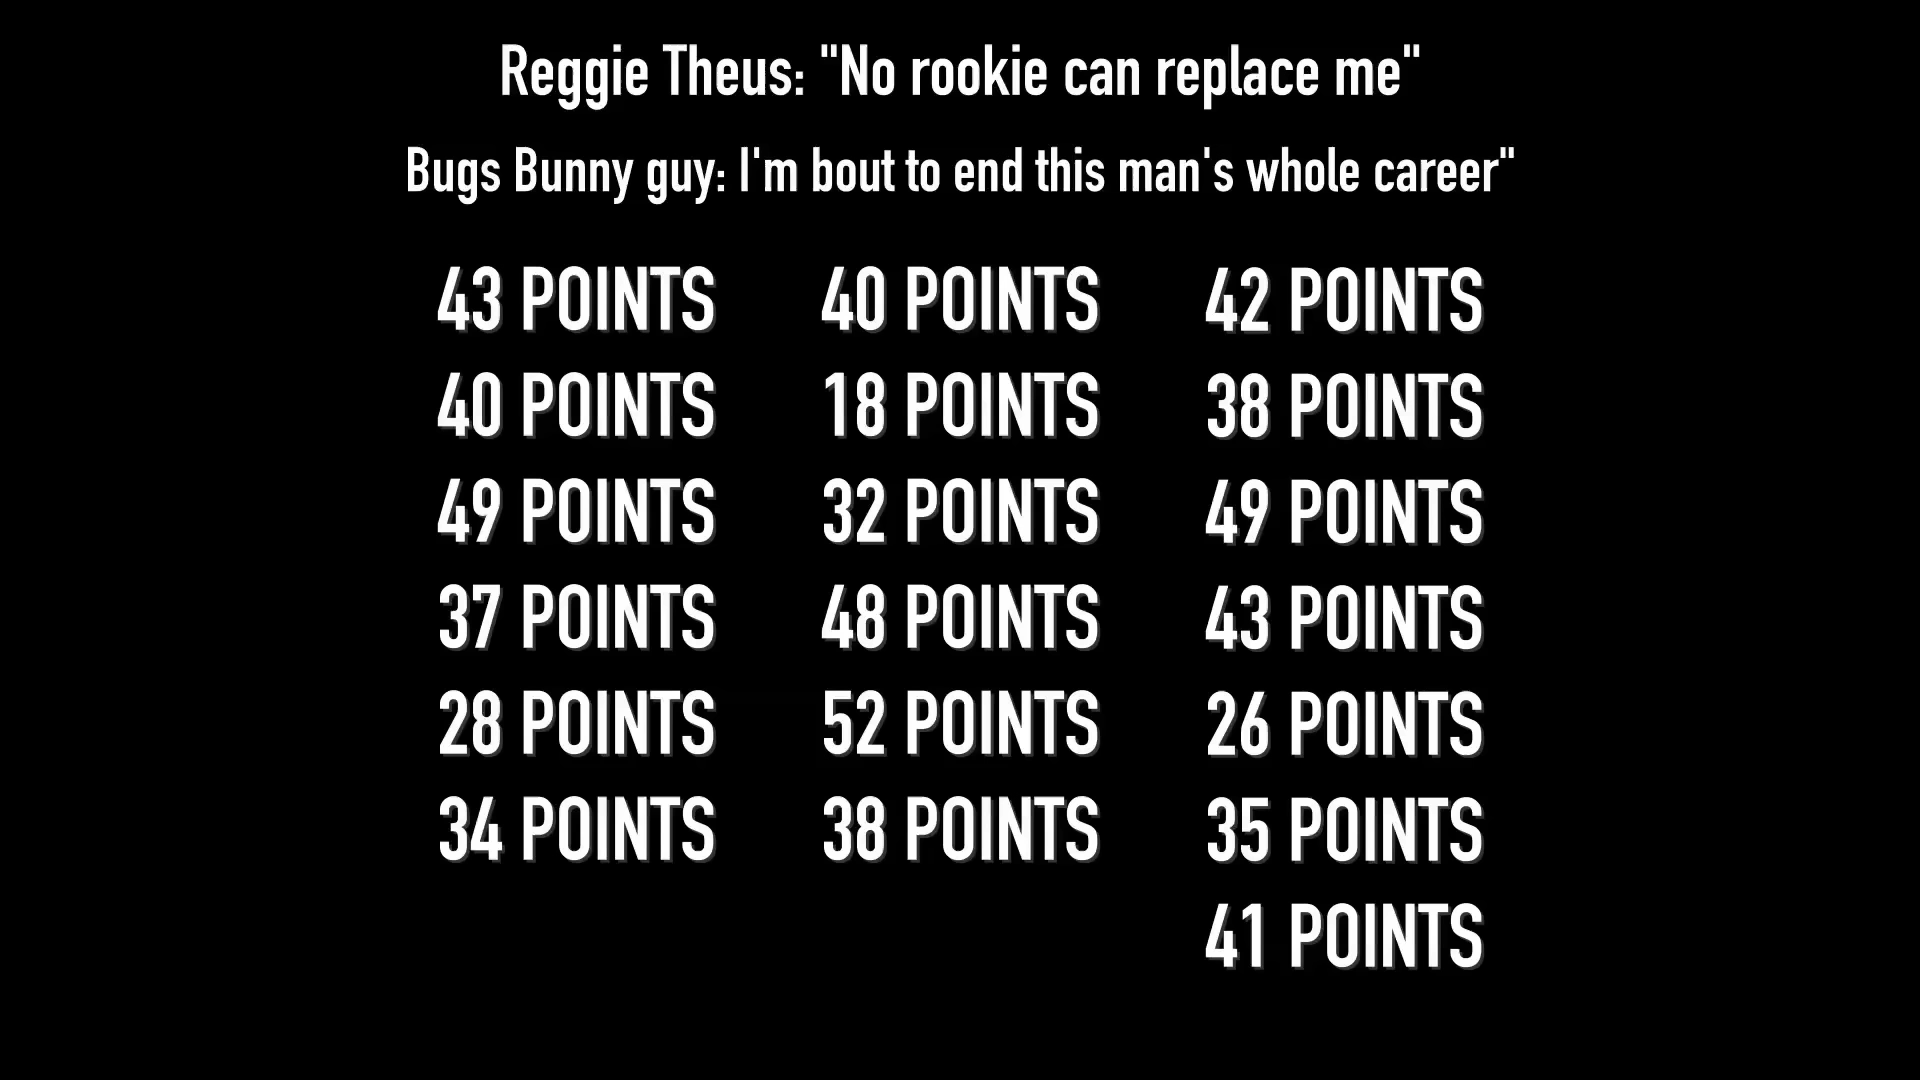 Reggie Theus: "No rookie can replace me"
Bugs Bunny guy: I'm bout to end this man's whole career"
43 POINTS 40 POINTS 42 POINTS
40 POINTS 18 POINTS 38 POINTS
49 POINTS 32 POINTS 49 POINTS
37 POINTS 48 POINTS 43 POINTS
28 POINTS 52 POINTS 26 POINTS
34 POINTS 38 POINTS 35 POINTS
41 POINTS